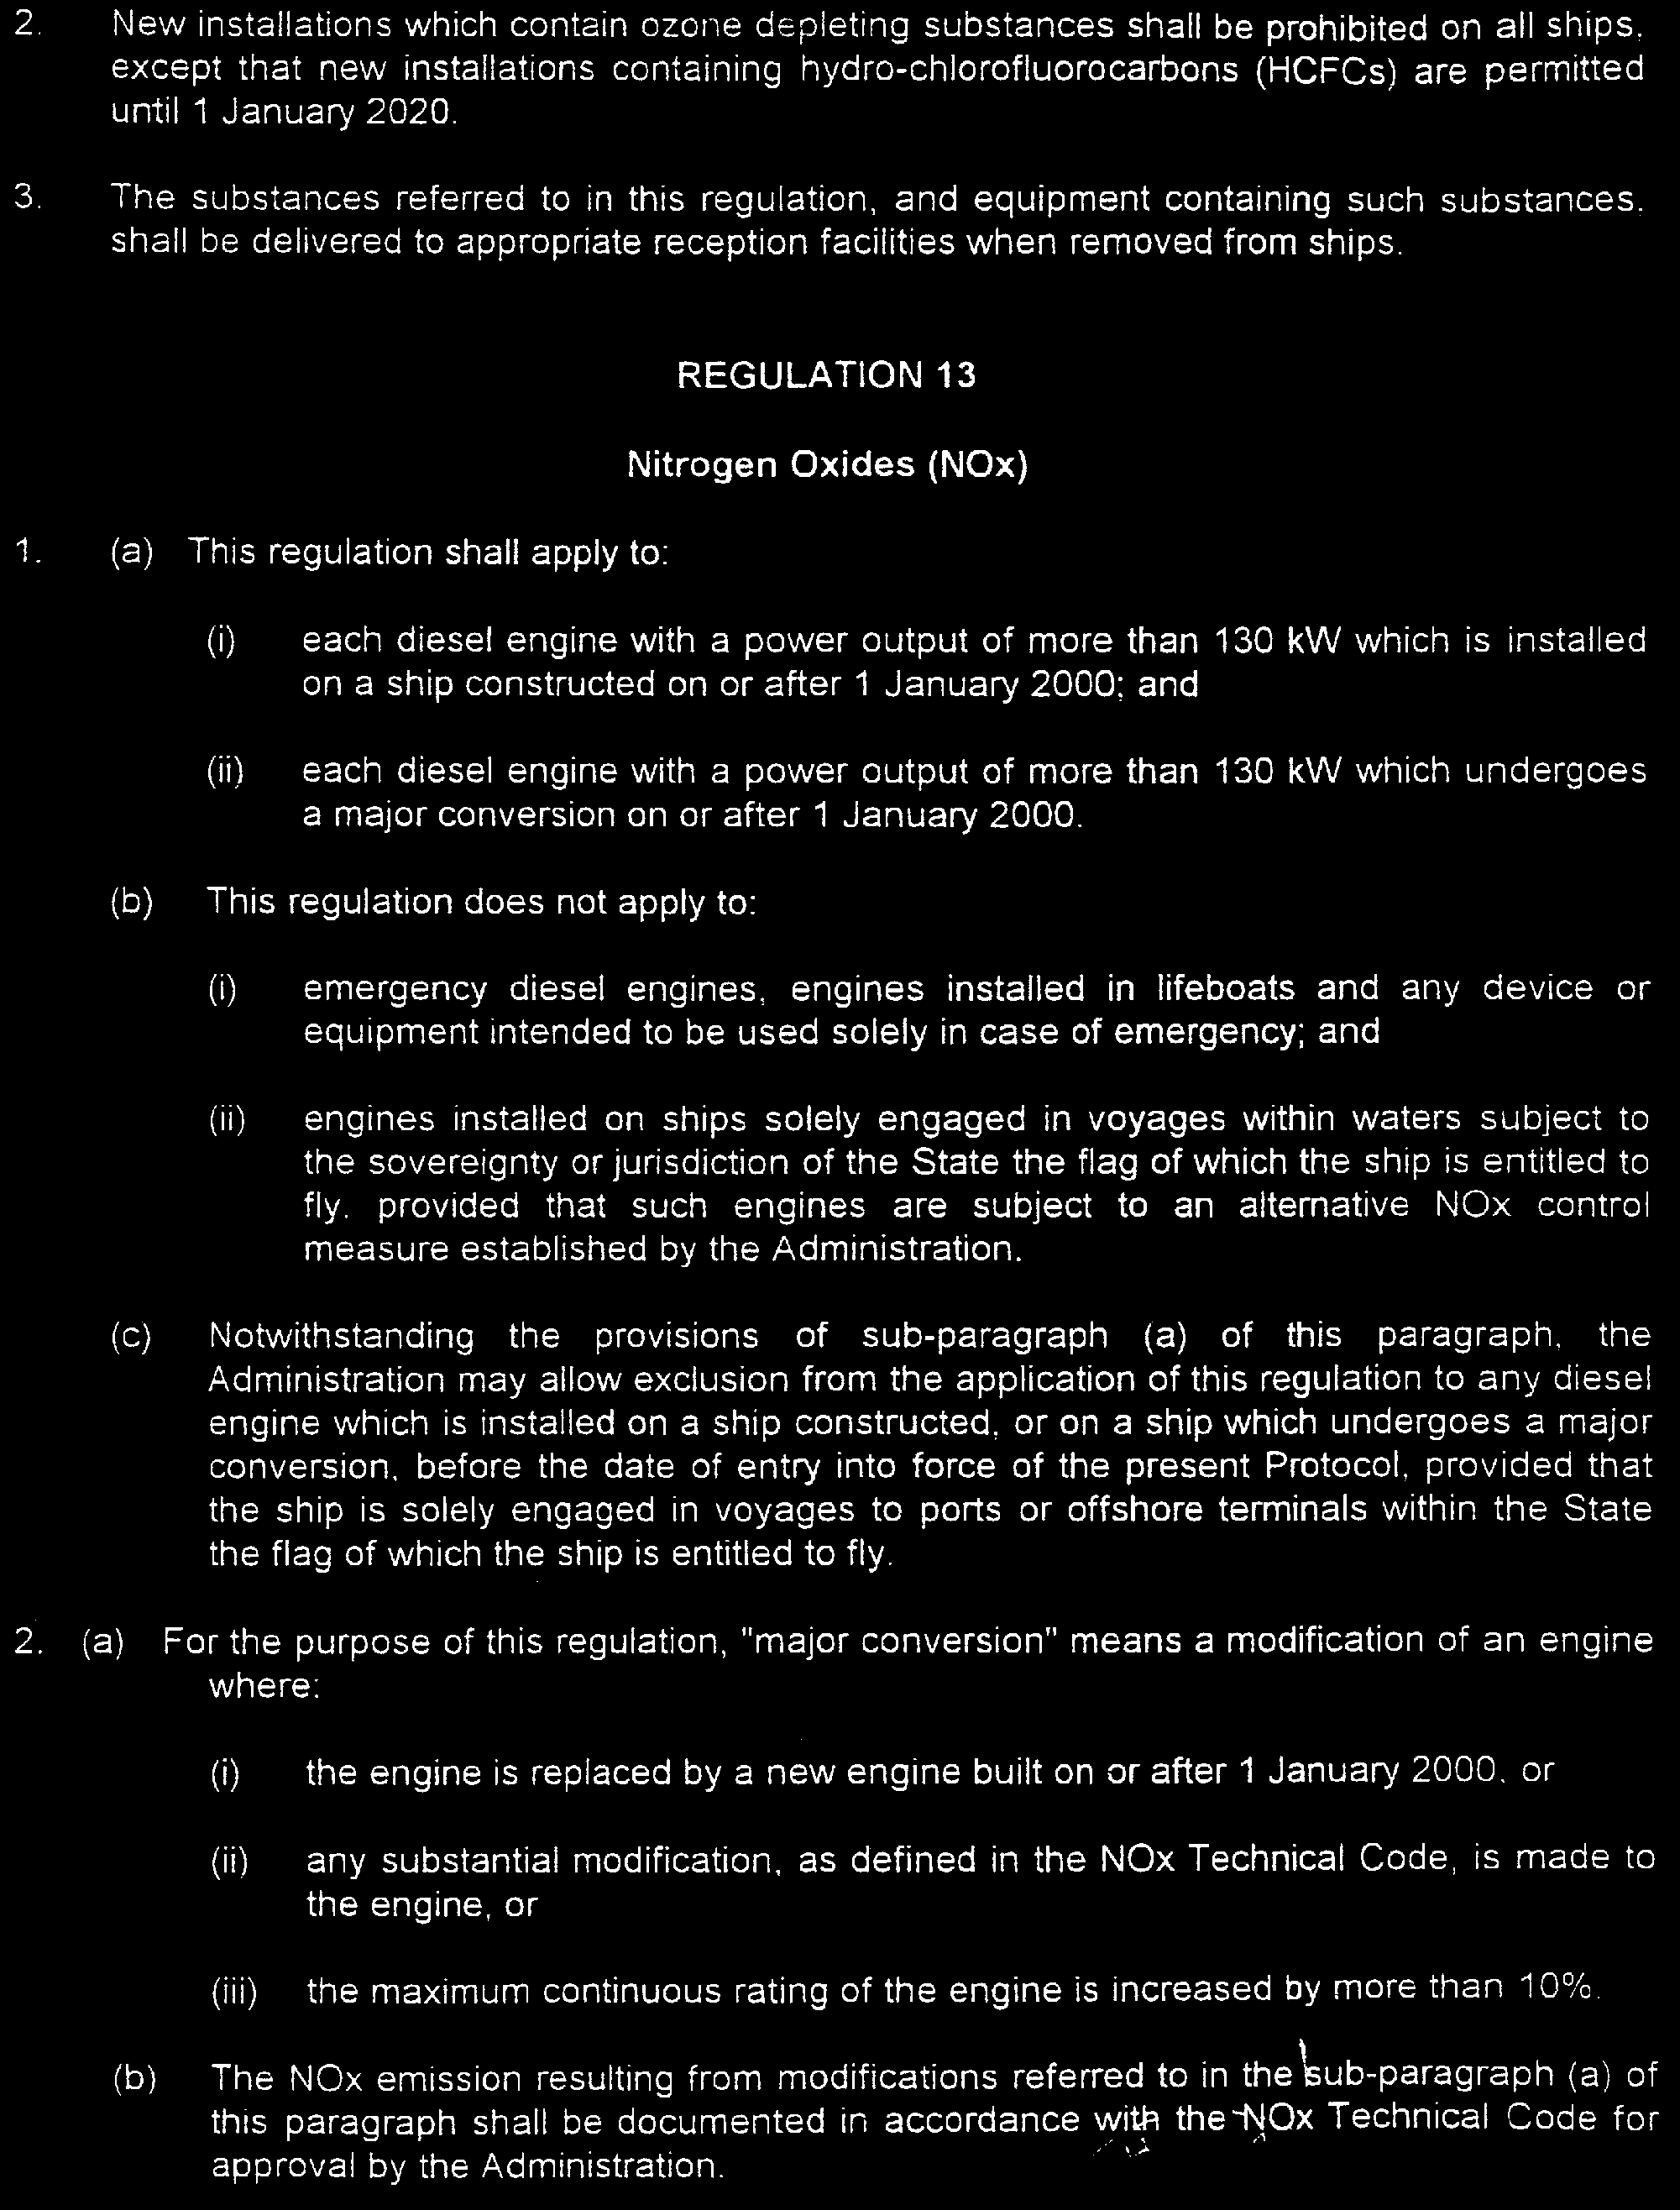 2. New installations which contain ozone depleting substances shall be prohibited on all ships,
except that new installations containing hydro-chlorofluorocarbons (HCFCs) are permitted
until 1 January 2020.
3. The substances referred to in this regulation, and equipment containing such substances,
shall be delivered to appropriate reception facilities when removed from ships.
REGULATION 13
Nitrogen Oxides (NOx)
1. (a) This regulation shall apply to:
(i) each diesel engine with a power output of more than 130 kW which is installed
on a ship constructed on or after 1 January 2000; and
(ii) each diesel engine with a power output of more than 130 kW which undergoes
a major conversion on or after 1 January 2000.
(b) This regulation does not apply to:
(i) emergency diesel engines, engines installed in lifeboats and any device or
equipment intended to be used solely in case of emergency; and
(ii) engines installed on ships solely engaged in voyages within waters subject to
the sovereignty or jurisdiction of the State the flag of which the ship is entitled to
fly, provided that such engines are subject to an alternative NOx control
measure established by the Administration.
(c) Notwithstanding the provisions of sub-paragraph (a) of this paragraph, the
Administration may allow exclusion from the application of this regulation to any diesel
engine which is installed on a ship constructed, or on a ship which undergoes a major
conversion, before the date of entry into force of the present Protocol, provided that
the ship is solely engaged in voyages to ports or offshore terminals within the State
the flag of which the ship is entitled to fly.
2. (a) For the purpose of this regulation, "major conversion" means a modification of an engine
where:
(i) the engine is replaced by a new engine built on or after 1 January 2000, or
(ii) any substantial modification, as defined in the NOx Technical Code, is made to
the engine, or
(iii) the maximum continuous rating of the engine is increased by more than 10%.
(b) The NOx emission resulting from modifications referred to in the sub-paragraph (a) of
this paragraph shall be documented in accordance with the NOx Technical Code for
approval by the Administration.